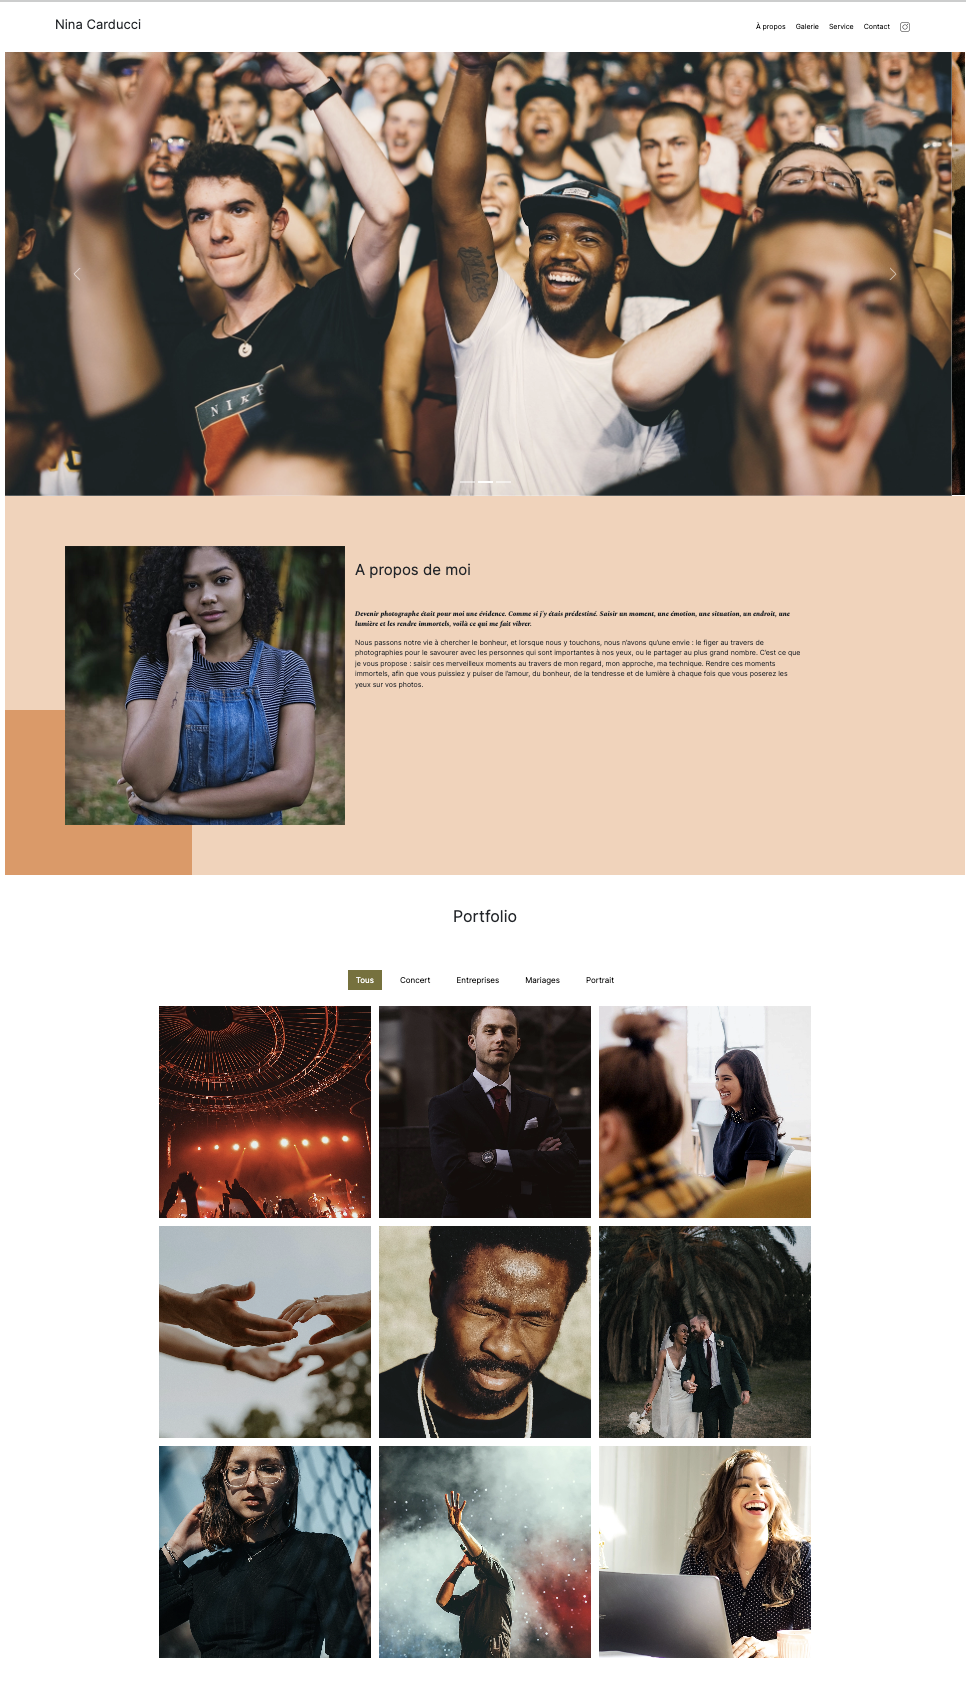 Nina Carducci
À propos Galerie Service Contact
NIKE
A propos de moi
Devenir photographe était pour moi une évidence. Comme si j'y étais prédestiné. Saisir un moment, une émotion, une situation, un endroit, une
lumière et les rendre immortels, voilà ce qui me fait vibrer.
Nous passons notre vie à chercher le bonheur, et lorsque nous y touchons, nous n'avons qu'une envie : le figer au travers de
photographies pour le savourer avec les personnes qui sont importantes à nos yeux, ou le partager au plus grand nombre. C'est ce que
je vous propose : saisir ces merveilleux moments au travers de mon regard, mon approche, ma technique. Rendre ces moments
immortels, afin que vous puissiez y puiser de l'amour, du bonheur, de la tendresse et de lumière à chaque fois que vous poserez les
yeux sur vos photos.
Portfolio
Tous Concert Entreprises Mariages Portrait